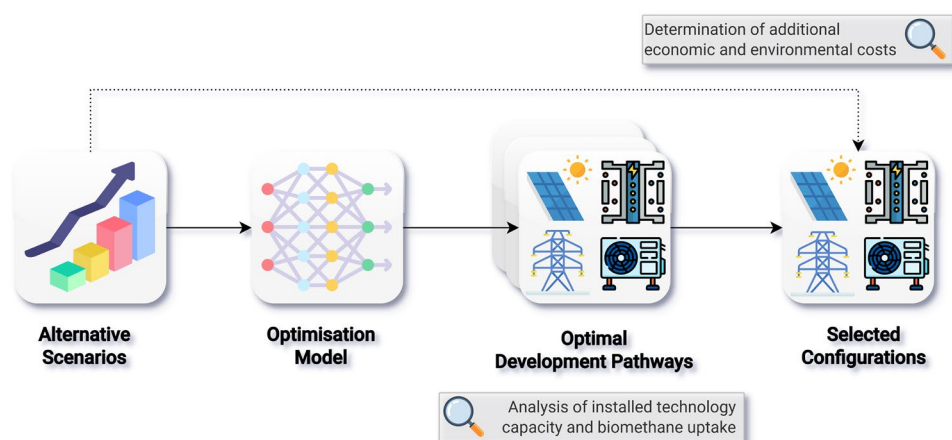 Determination of additional
economic and environmental costs
Alternative
Scenarios
Optimisation
Model
Optimal
Development Pathways
Selected
Configurations
Analysis of installed technology
capacity and biomethane uptake